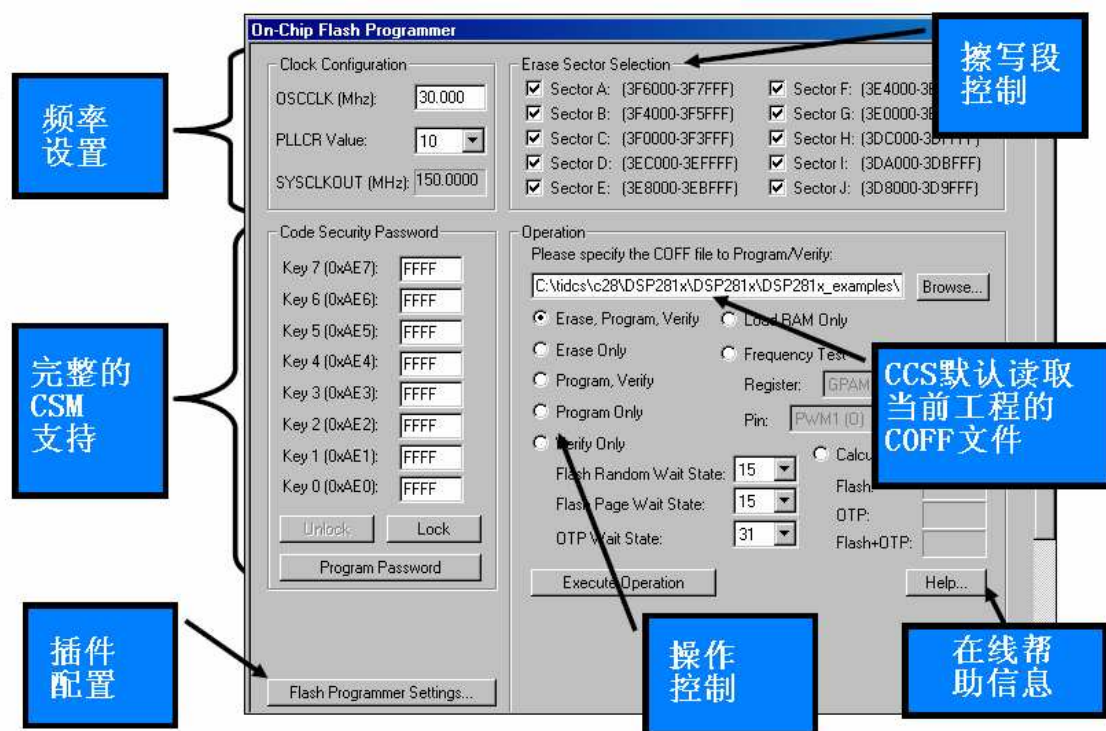 On-Chip Flash Programmer
频率
设置
Clock Configuration
OSCCLK (Mhz): 30.000
PLLCR Value: 10
SYSCLKOUT (MHz): 150.0000
Erase Sector Selection
Sector A: (3F6000-3F7FFF)
Sector B: (3F4000-3F5FFF)
Sector C: (3F0000-3F3FFF)
Sector D: (3EC000-3EFFFF)
Sector E: (3E8000-3EBFFF)
Sector F: (3E4000-
Sector G: (3E0000-
Sector H: (3DC000-
Sector I: (3DA000-3DBFFF)
Sector J: (3D8000-3D9FFF)
擦写段
控制
完整的
CSM
支持
Code Security Password
Key 7 (0xAE7): FFFF
Key 6 (0xAE6): FFFF
Key 5 (0xAE5): FFFF
Key 4 (0xAE4): FFFF
Key 3 (0xAE3): FFFF
Key 2 (0xAE2): FFFF
Key 1 (0xAE1): FFFF
Key 0 (0xAE0): FFFF
Unlock Lock
Program Password
Operation
Please specify the COFF file to Program/Verify:
C:\tidcs\c28\DSP281x\DSP281x\DSP281x_examples\ Browse...
Erase, Program, Verify
Erase Only
Program, Verify
Program Only
Verify Only
Load RAM Only
Frequency Test
Register: GPAM
Pin: PWM1 (0)
Flash Random Wait State: 15
Flash Page Wait State: 15
OTP Wait State: 31
Flash:
OTP:
Flash+OTP:
Execute Operation Help...
CCS默认读取
当前工程的
COFF文件
插件
配置
Flash Programmer Settings...
操作
控制
在线帮
助信息